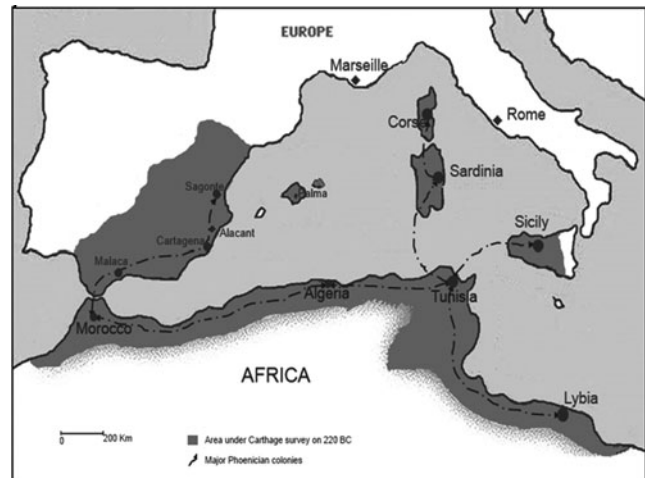 EUROPE
Marseille
Corse
Rome
Sagonte
Palma
Sardinia
Alacant
Cartagena
Sicily
Malaca
Algeria
Tunisia
Morocco
AFRICA
Lybia
0 200 Km
Area under Carthage survey on 220 BC
Major Phoenician colonies